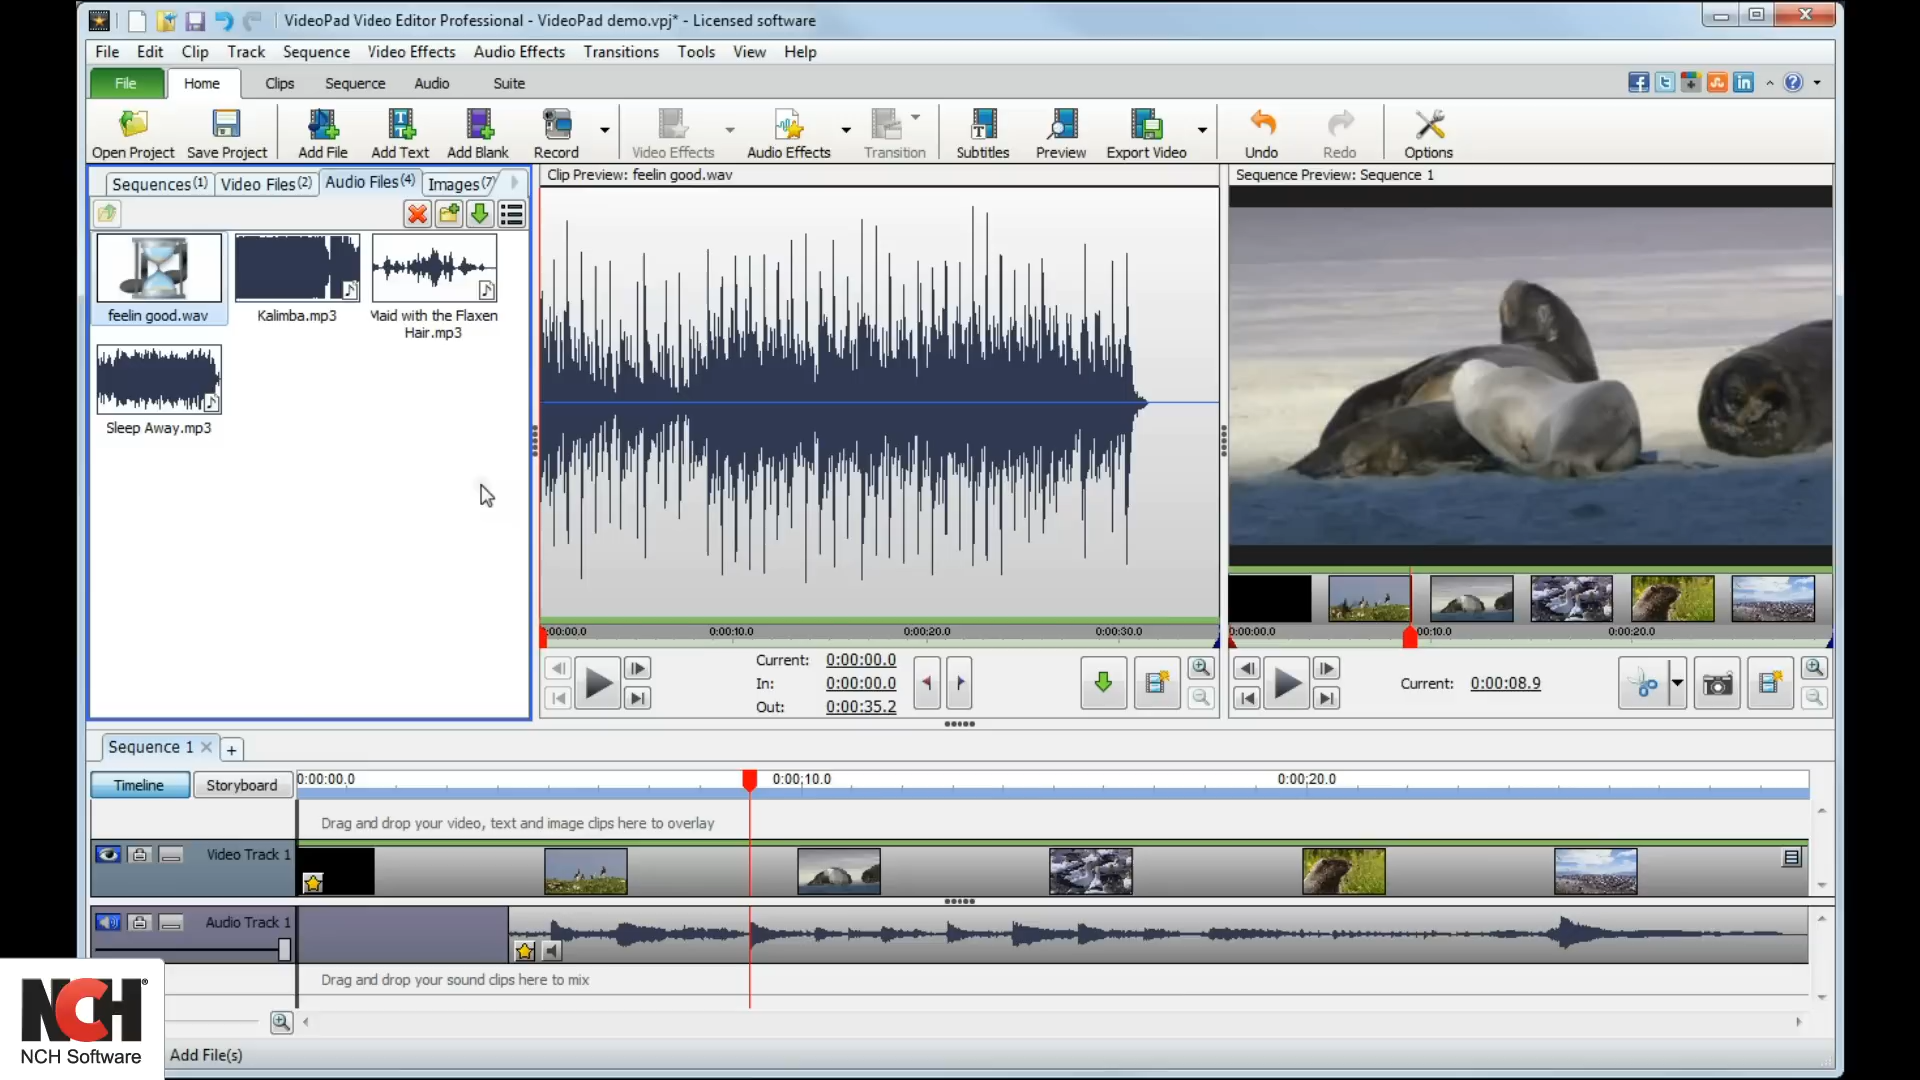 VideoPad Video Editor Professional - VideoPad demo.vpj* - Licensed software
File Edit Clip Track Sequence Video Effects Audio Effects Transitions Tools View Help
File Home Clips Sequence Audio Suite
Open Project Save Project Add File Add Text Add Blank Record Video Effects Audio Effects Transition Subtitles Preview Export Video Undo Redo Options
Sequences(1) Video Files(2) Audio Files(4) Images(7)
Clip Preview: feelin good.wav
Sequence Preview: Sequence 1
feelin good.wav
Kalimba.mp3
Maid with the Flaxen
Hair.mp3
Sleep Away.mp3
0:00:00.0 0:00:10.0 0:00:20.0 0:00:30.0
0:00:00.0 0:00:10.0 0:00:20.0
Current: 0:00:00.0
In: 0:00:00.0
Out: 0:00:35.2
Current: 0:00:08.9
Sequence 1
Timeline Storyboard
0:00:00.0 0:00;10.0 0:00;20.0
Drag and drop your video, text and image clips here to overlay
Video Track 1
Audio Track 1
Drag and drop your sound clips here to mix
NCH®
NCH Software
Add File(s)